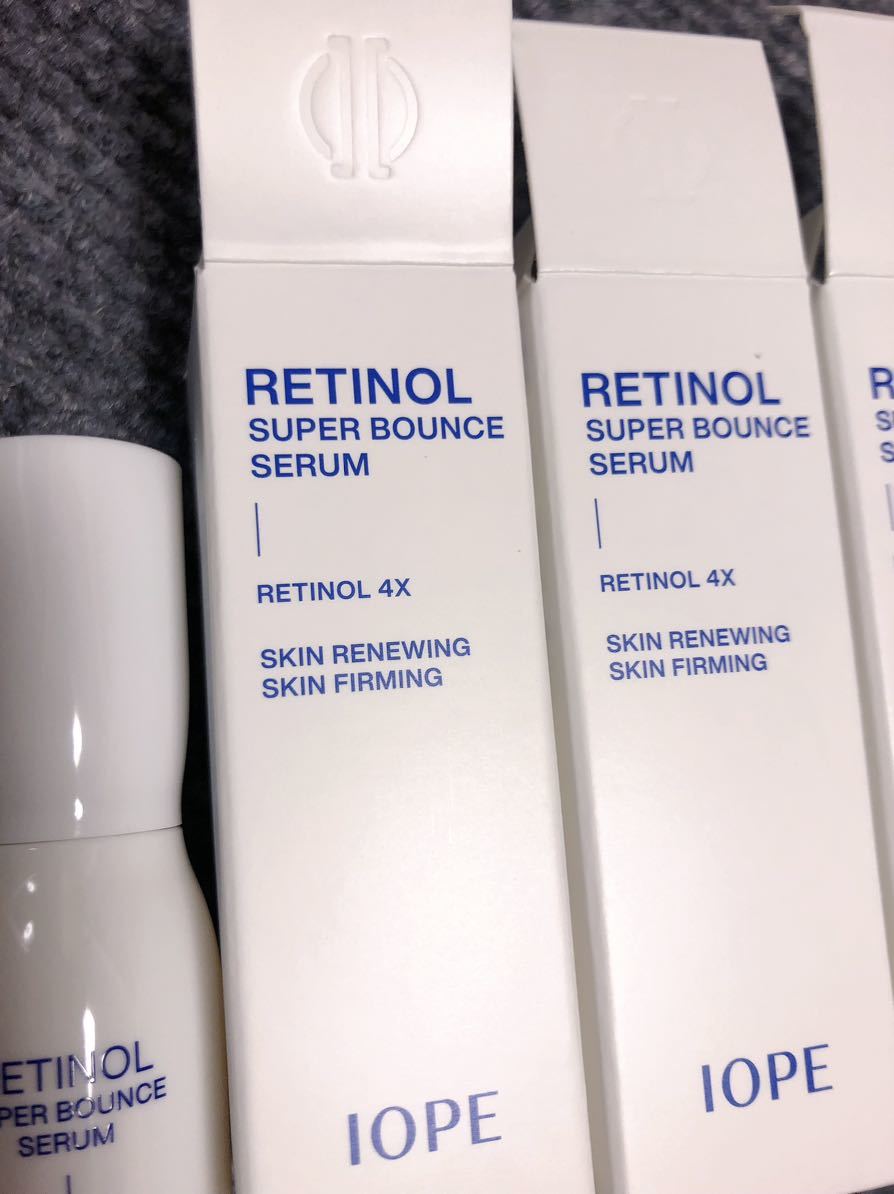 RETINOL
SUPER BOUNCE
SERUM
RETINOL 4X
SKIN RENEWING
SKIN FIRMING
IOPE
RETINOL
SUPER BOUNCE
SERUM
RETINOL 4X
SKIN RENEWING
SKIN FIRMING
IOPE
R
S
S
ETINOL
PER BOUNCE
SERUM